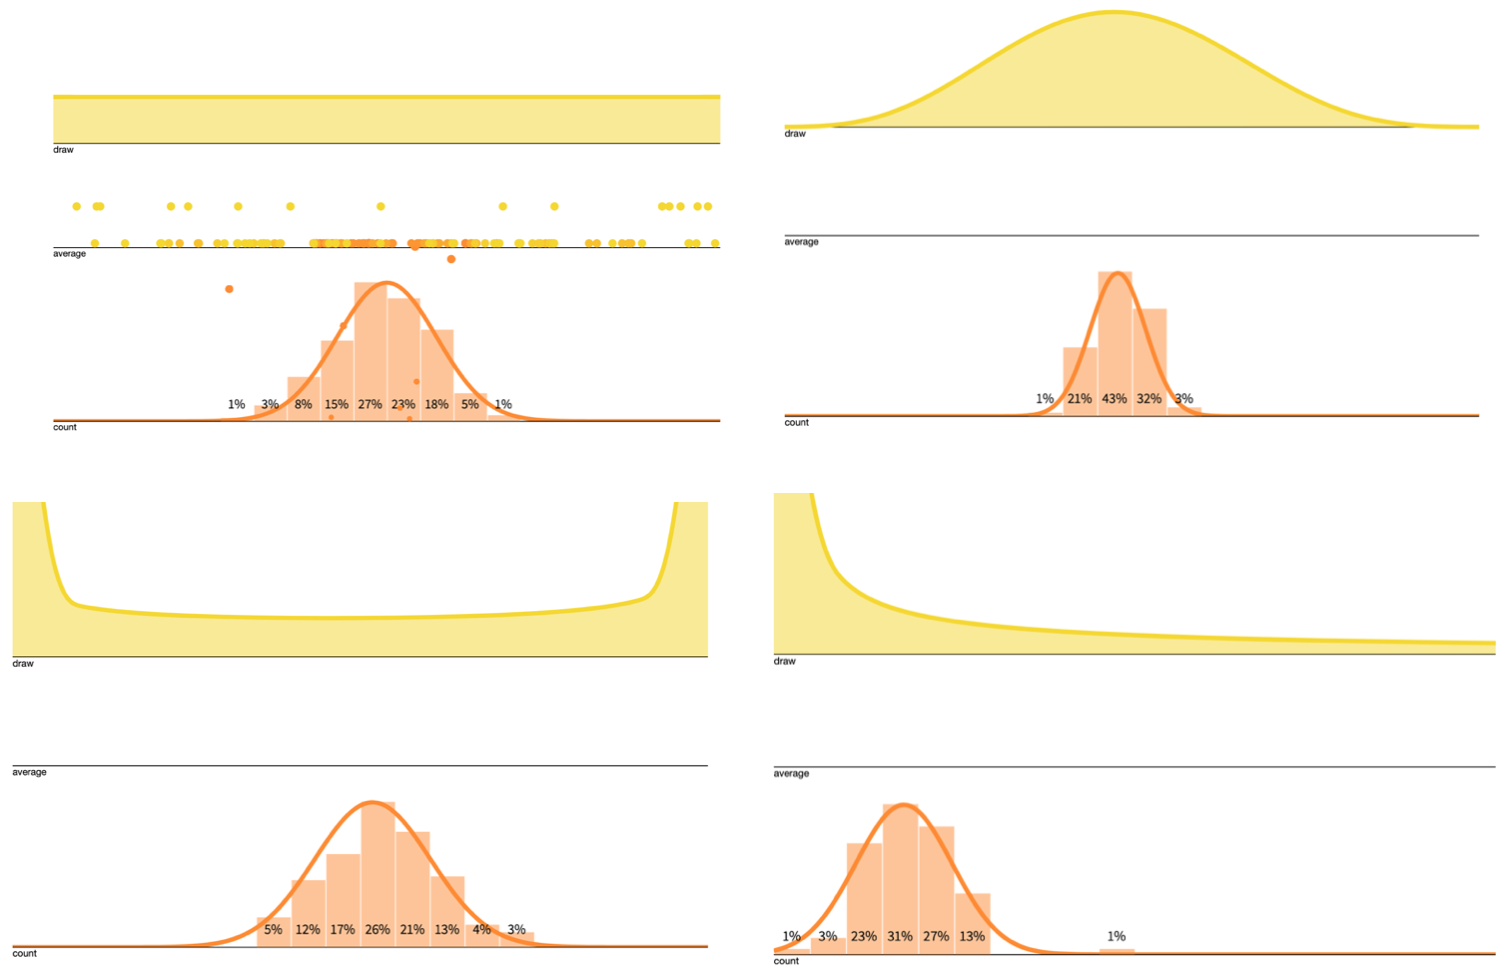 draw
average
1% 3% 8% 15% 27% 23% 18% 5% 1%
count
draw
average
1% 21% 43% 32% 3%
count
draw
average
5% 12% 17% 26% 21% 13% 4% 3%
count
draw
average
1% 3% 23% 31% 27% 13% 1%
count